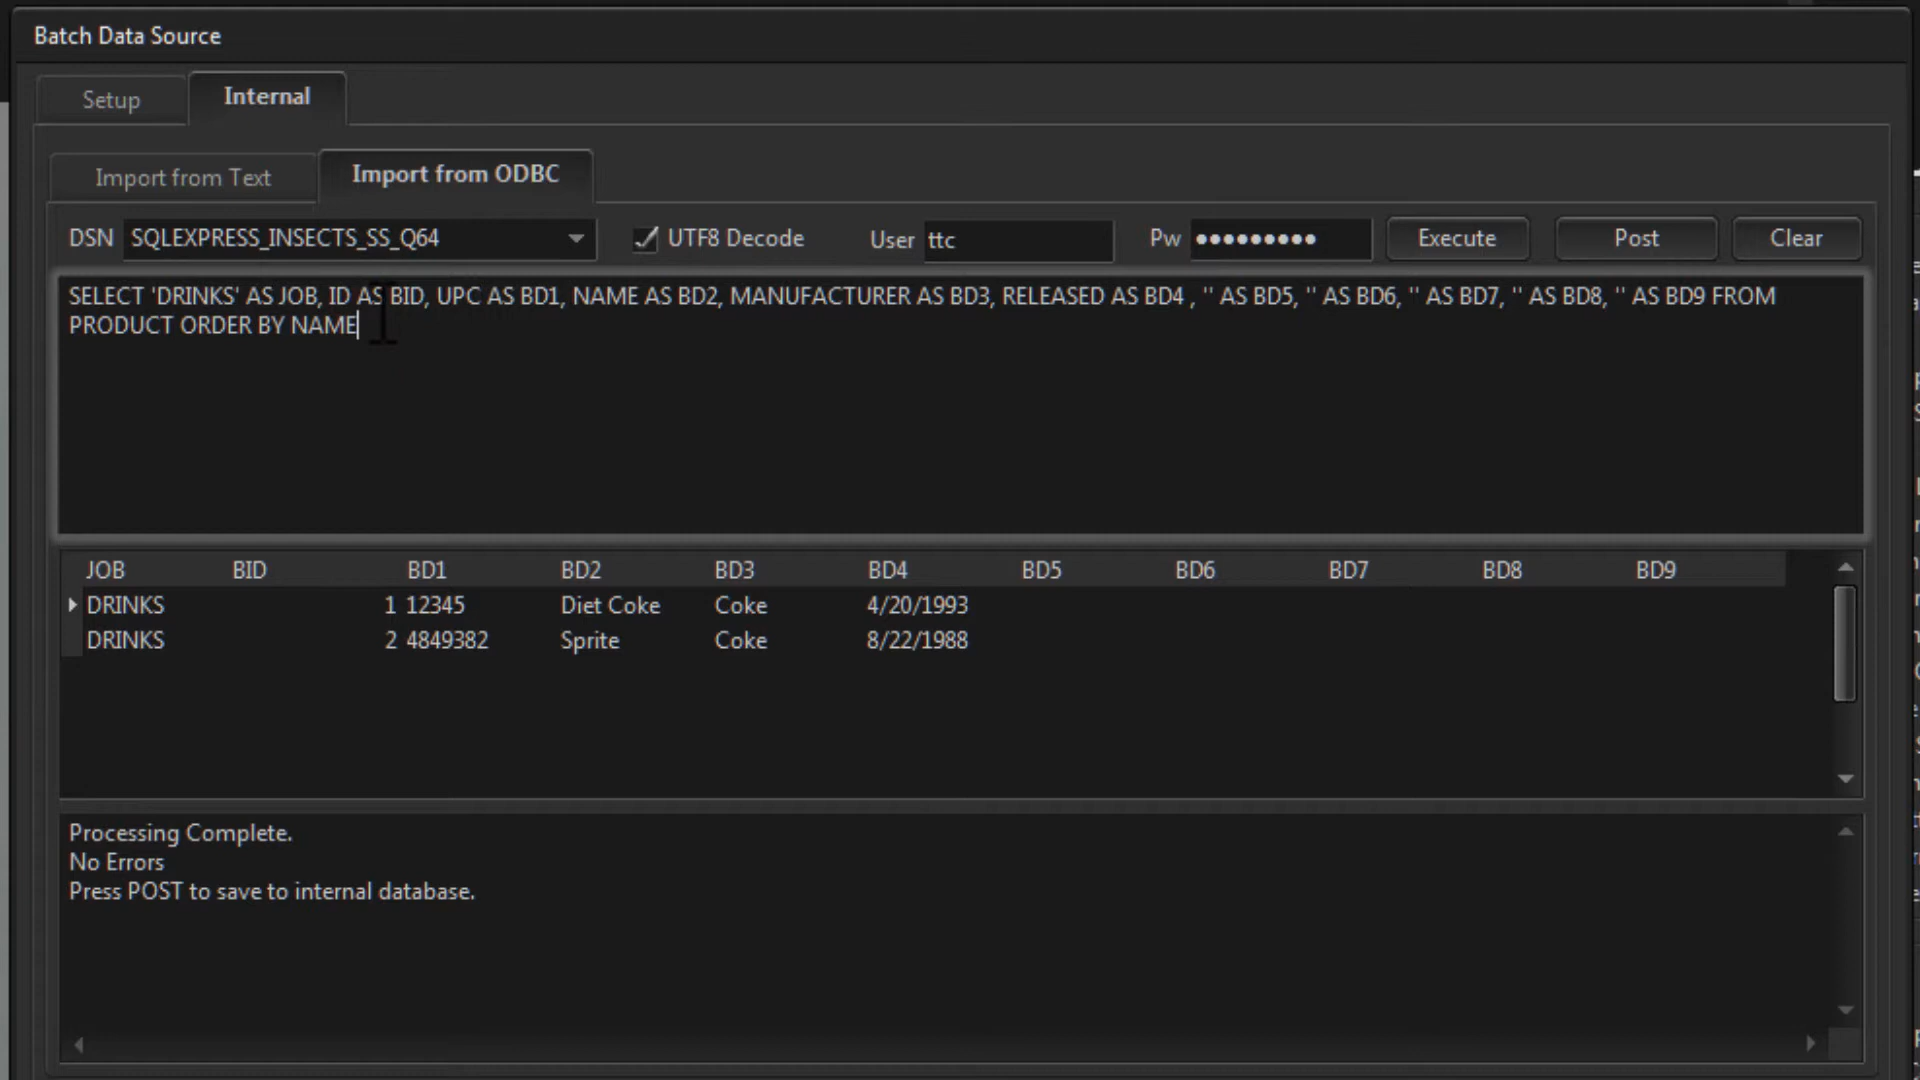 Batch Data Source
Setup
Internal
Import from Text
Import from ODBC
DSN SQLEXPRESS_INSECTS_SS_Q64 UTF8 Decode User ttc Pw ●●●●●●●●● Execute Post Clear
SELECT 'DRINKS' AS JOB, ID AS BID, UPC AS BD1, NAME AS BD2, MANUFACTURER AS BD3, RELEASED AS BD4 , '' AS BD5, '' AS BD6, '' AS BD7, '' AS BD8, '' AS BD9 FROM
PRODUCT ORDER BY NAME
JOB BID BD1 BD2 BD3 BD4 BD5 BD6 BD7 BD8 BD9
DRINKS 1 12345 Diet Coke Coke 4/20/1993
DRINKS 2 4849382 Sprite Coke 8/22/1988
Processing Complete.
No Errors
Press POST to save to internal database.